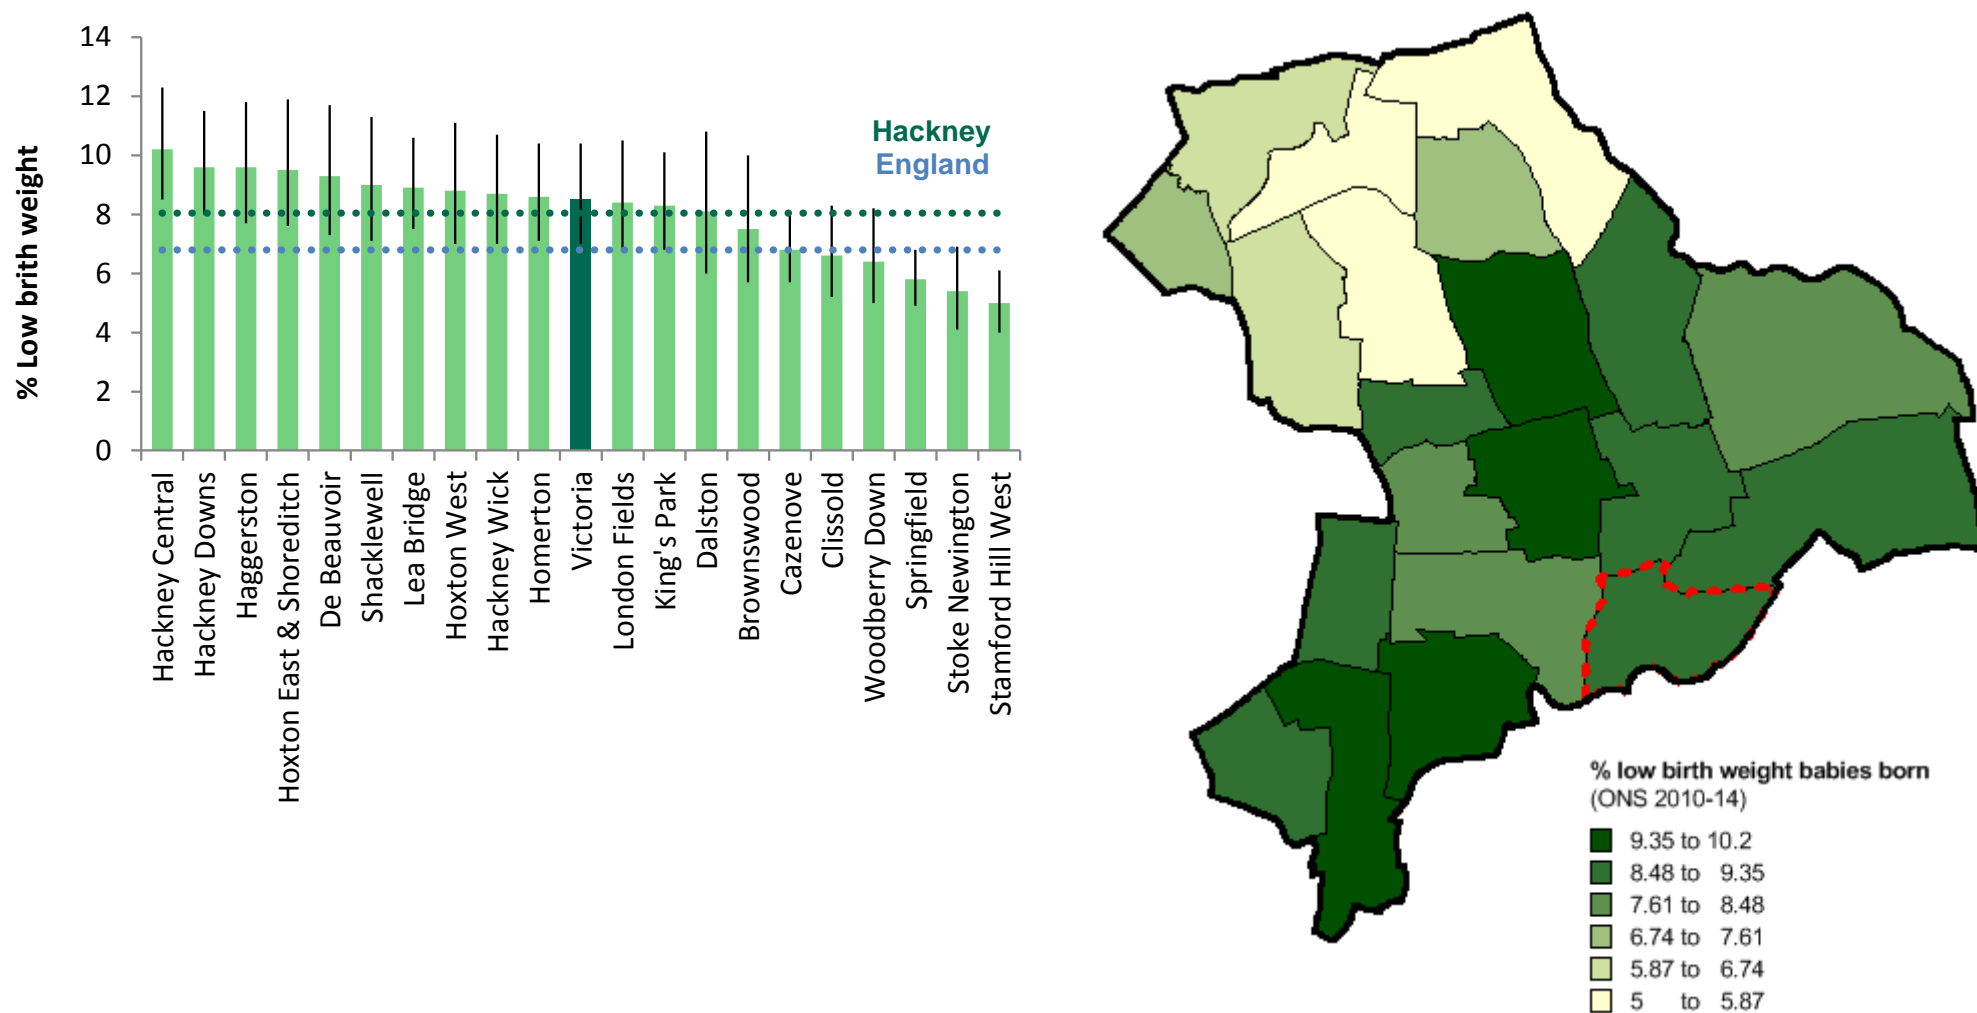 % Low brith weight
14
12
10
8
6
4
2
0
Hackney
England
Hackney Central
Hackney Downs
Haggerston
Hoxton East & Shoreditch
De Beauvoir
Shacklewell
Lea Bridge
Hoxton West
Hackney Wick
Homerton
Victoria
London Fields
King's Park
Dalston
Brownswood
Cazenove
Clissold
Woodberry Down
Springfield
Stoke Newington
Stamford Hill West
% low birth weight babies born
(ONS 2010-14)
9.35 to 10.2
8.48 to 9.35
7.61 to 8.48
6.74 to 7.61
5.87 to 6.74
5 to 5.87